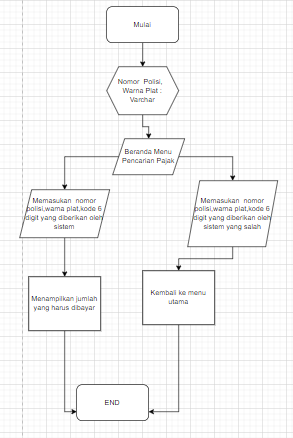 Mulai
Nomor Polisi,
Warna Plat :
Varchar
Beranda Menu
Pencarian Pajak
Memasukan nomor
polisi,warna plat,kode 6
digit yang diberikan oleh
sistem
Memasukan nomor
polisi,warna plat,kode 6
digit yang diberikan oleh
sistem yang salah
Menampilkan jumlah
yang harus dibayar
Kembali ke menu
utama
END